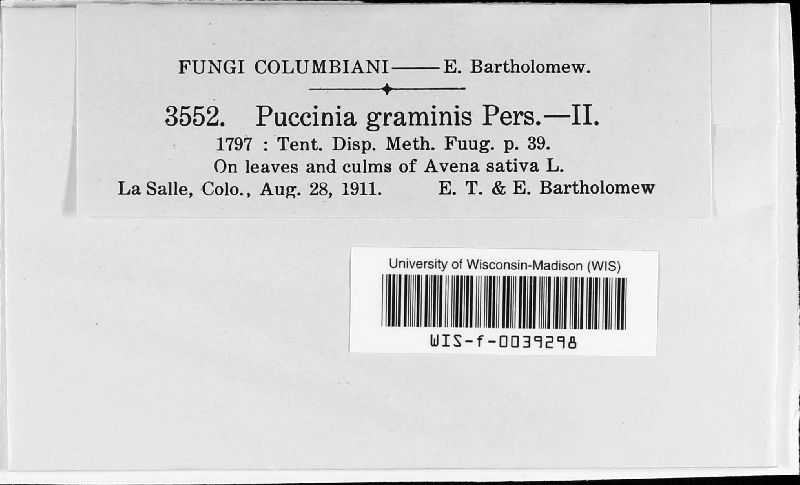 FUNGI COLUMBIANI—E. Bartholomew.
3552. Puccinia graminis Pers.—II.
1797 : Tent. Disp. Meth. Fuug. p. 39.
On leaves and culms of Avena sativa L.
La Salle, Colo., Aug. 28, 1911. E. T. & E. Bartholomew
University of Wisconsin-Madison (WIS)
WIS-f-0039298